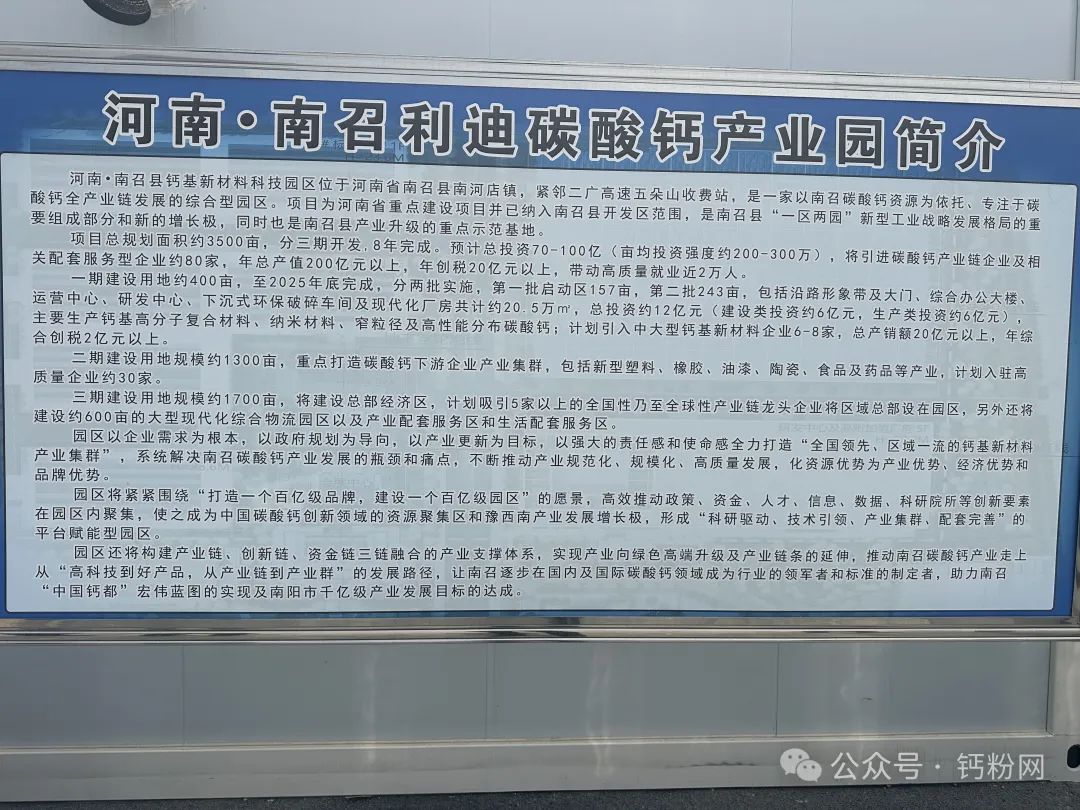 河南·南召利迪碳酸钙产业园简介
河南·南召县钙基新材料科技园区位于河南省南召县南河店镇，紧邻二广高速五朵山收费站，是一家以南召碳酸钙资源为依托、专注于碳
酸钙全产业链发展的综合型园区。项目为河南省重点建设项目并已纳入南召县开发区范围，是南召县“一区两园”新型工业战略发展格局的重
要组成部分和新的增长极，同时也是南召县产业升级的重点示范基地。
项目总规划面积约3500亩，分三期开发，8年完成。预计总投资70-100亿（亩均投资强度约200-300万），将引进碳酸钙产业链企业及相
关配套服务型企业约80家，年总产值200亿元以上，年创税20亿元以上，带动高质量就业近2万人。
一期建设用地约400亩，至2025年底完成，分两批实施，第一批启动区157亩，第二批243亩，包括沿路形象带及大门、综合办公大楼、
运营中心、研发中心、下沉式环保破碎车间及现代化厂房共计约20.5万㎡，总投资约12亿元（建设类投资约6亿元，生产类投资约6亿元），
主要生产钙基高分子复合材料、纳米材料、窄粒径及高性能分布碳酸钙；计划引入中大型钙基新材料企业6-8家，总产销额20亿元以上，年综
合创税2亿元以上。
二期建设用地规模约1300亩，重点打造碳酸钙下游企业产业集群，包括新型塑料、橡胶、油漆、陶瓷、食品及药品等产业，计划入驻高
质量企业约30家。
三期建设用地规模约1700亩，将建设总部经济区，计划吸引5家以上的全国性乃至全球性产业链龙头企业将区域总部设在园区，另外还将
建设约600亩的大型现代化综合物流园区以及产业配套服务区和生活配套服务区。
园区以企业需求为根本，以政府规划为导向，以产业更新为目标，以强大的责任感和使命感全力打造“全国领先、区域一流的钙基新材料
产业集群”，系统解决南召碳酸钙产业发展的瓶颈和痛点，不断推动产业规范化、规模化、高质量发展，化资源优势为产业优势、经济优势和
品牌优势。
园区将紧紧围绕“打造一个百亿级品牌，建设一个百亿级园区”的愿景，高效推动政策、资金、人才、信息、数据、科研院所等创新要素
在园区内聚集，使之成为中国碳酸钙创新领域的资源聚集区和豫西南产业发展增长极，形成“科研驱动、技术引领、产业集群、配套完善”的
平台赋能型园区。
园区还将构建产业链、创新链、资金链三链融合的产业支撑体系，实现产业向绿色高端升级及产业链条的延伸，推动南召碳酸钙产业走上
从“高科技到好产品，从产业链到产业群”的发展路径，让南召逐步在国内及国际碳酸钙领域成为行业的领军者和标准的制定者，助力南召
“中国钙都”宏伟蓝图的实现及南阳市千亿级产业发展目标的达成。
公众号·钙粉网